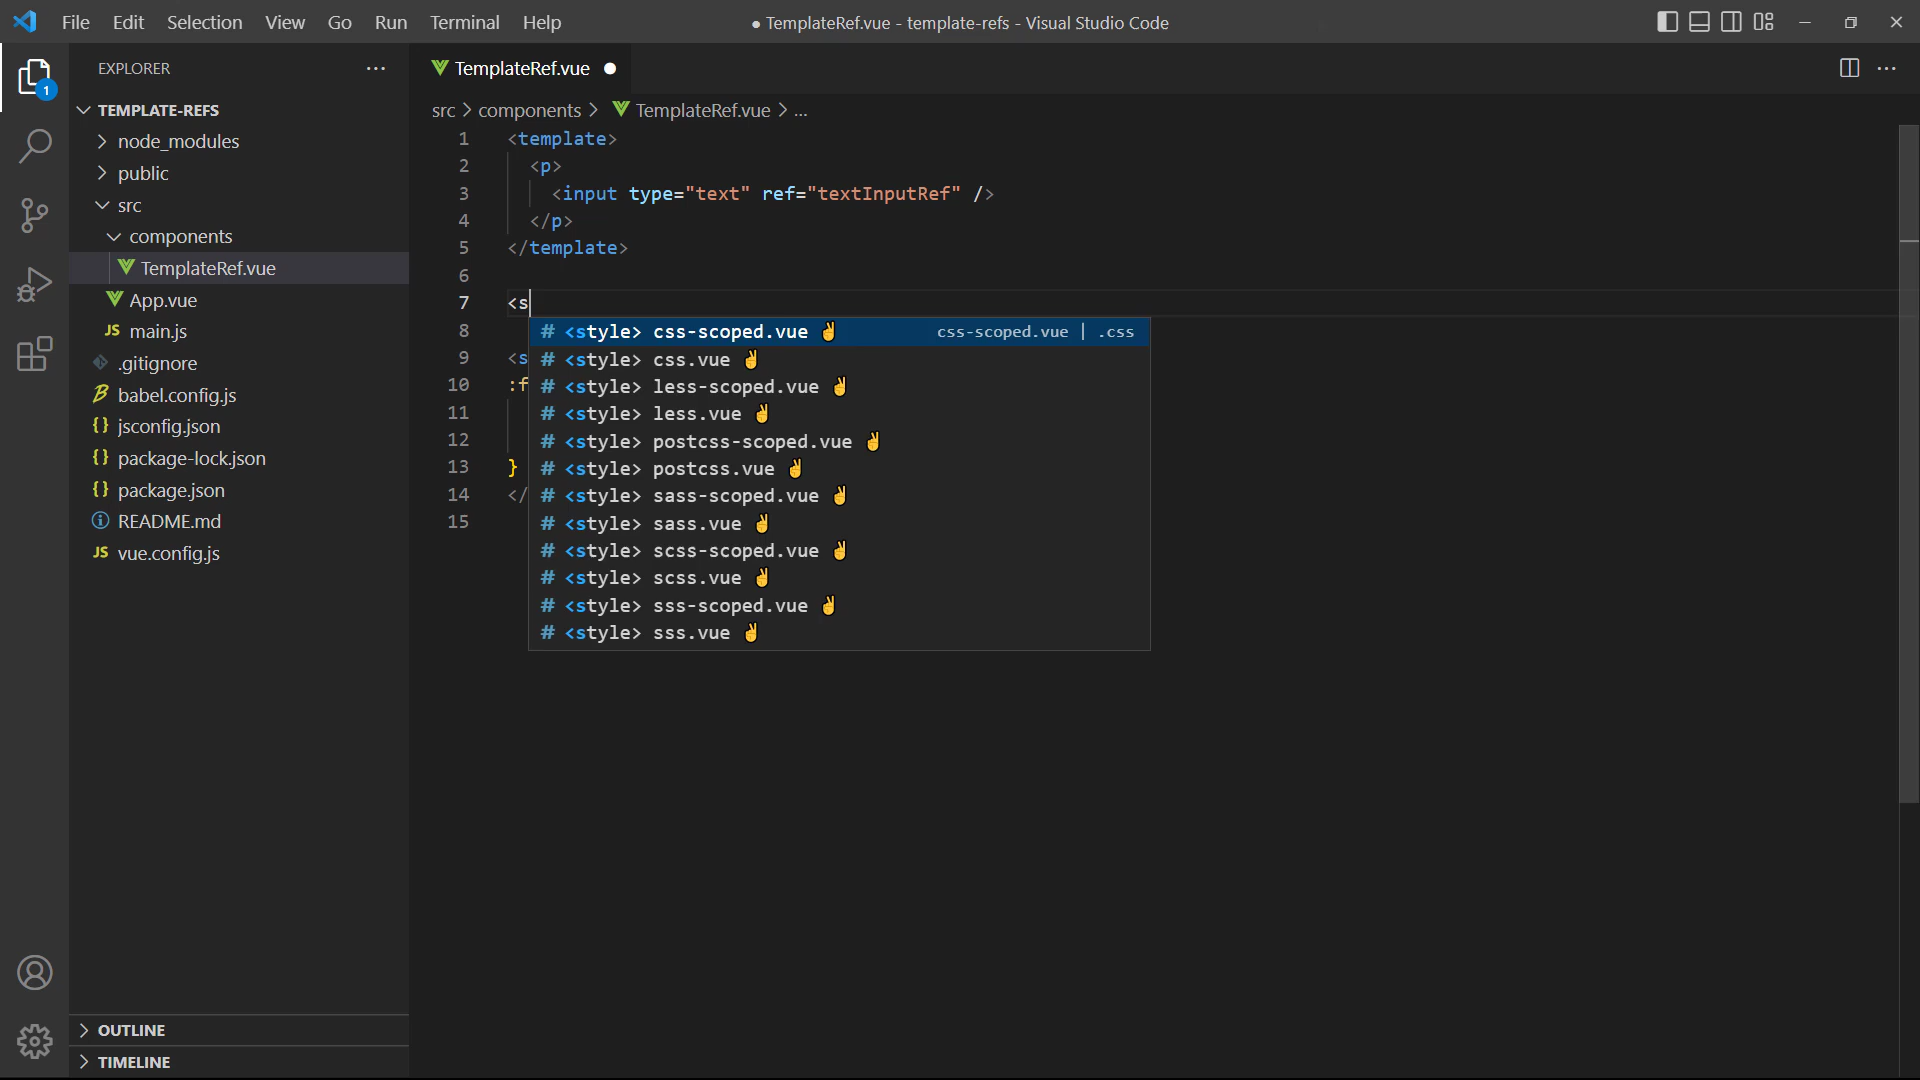 File Edit Selection View Go Run Terminal Help
● TemplateRef.vue - template-refs - Visual Studio Code
EXPLORER
1
TEMPLATE-REFS
node_modules
public
src
components
TemplateRef.vue
App.vue
JS main.js
.gitignore
babel.config.js
{} jsconfig.json
{} package-lock.json
{} package.json
README.md
JS vue.config.js
OUTLINE
TIMELINE
TemplateRef.vue ●
src > components > TemplateRef.vue > ...
1 <template>
2 <p>
3 <input type="text" ref="textInputRef" />
4 </p>
5 </template>
6
7 <s
8
9 <s
10 :f
11
12
13 }
14 </
15
# <style> css-scoped.vue ✌ css-scoped.vue | .css
# <style> css.vue ✌
# <style> less-scoped.vue ✌
# <style> less.vue ✌
# <style> postcss-scoped.vue ✌
# <style> postcss.vue ✌
# <style> sass-scoped.vue ✌
# <style> sass.vue ✌
# <style> scss-scoped.vue ✌
# <style> scss.vue ✌
# <style> sss-scoped.vue ✌
# <style> sss.vue ✌